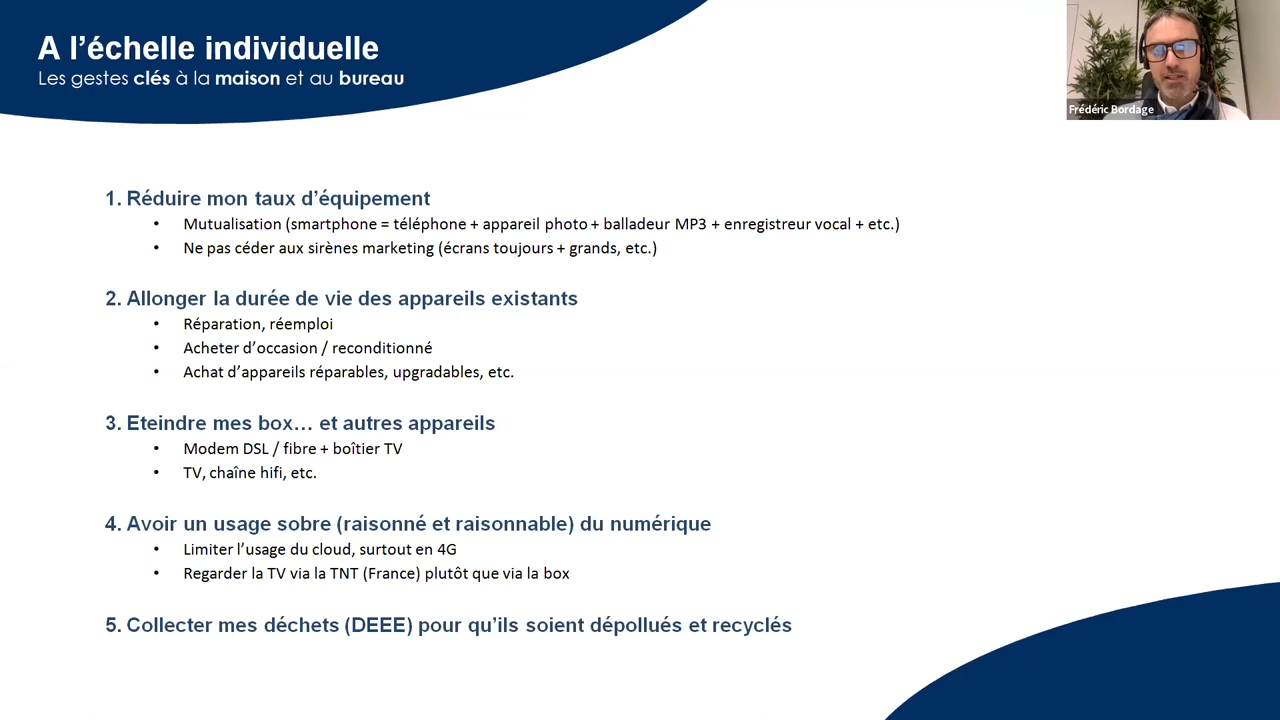 A l’échelle individuelle
Les gestes clés à la maison et au bureau
Frédéric Bordage
1. Réduire mon taux d’équipement
• Mutualisation (smartphone = téléphone + appareil photo + balladeur MP3 + enregistreur vocal + etc.)
• Ne pas céder aux sirènes marketing (écrans toujours + grands, etc.)
2. Allonger la durée de vie des appareils existants
• Réparation, réemploi
• Acheter d’occasion / reconditionné
• Achat d’appareils réparables, upgradables, etc.
3. Eteindre mes box… et autres appareils
• Modem DSL / fibre + boîtier TV
• TV, chaîne hifi, etc.
4. Avoir un usage sobre (raisonné et raisonnable) du numérique
• Limiter l’usage du cloud, surtout en 4G
• Regarder la TV via la TNT (France) plutôt que via la box
5. Collecter mes déchets (DEEE) pour qu’ils soient dépollués et recyclés